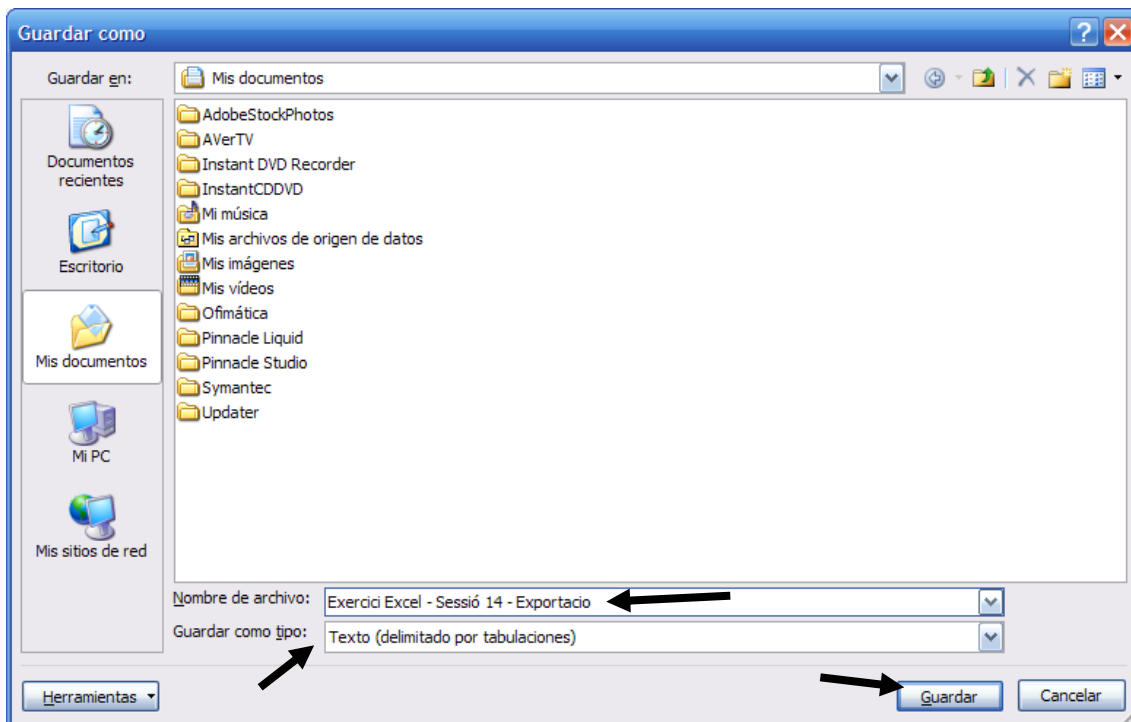 Guardar como
Guardar en:
Mis documentos
Documentos
recientes
Escritorio
Mis documentos
Mi PC
Mis sitios de red
AdobeStockPhotos
AVerTV
Instant DVD Recorder
InstantCDDVD
Mi música
Mis archivos de origen de datos
Mis imágenes
Mis vídeos
Ofimática
Pinnacle Liquid
Pinnacle Studio
Symantec
Updater
Nombre de archivo: Exercici Excel - Sessió 14 - Exportacio
Guardar como tipo: Texto (delimitado por tabulaciones)
Herramientas
Guardar
Cancelar